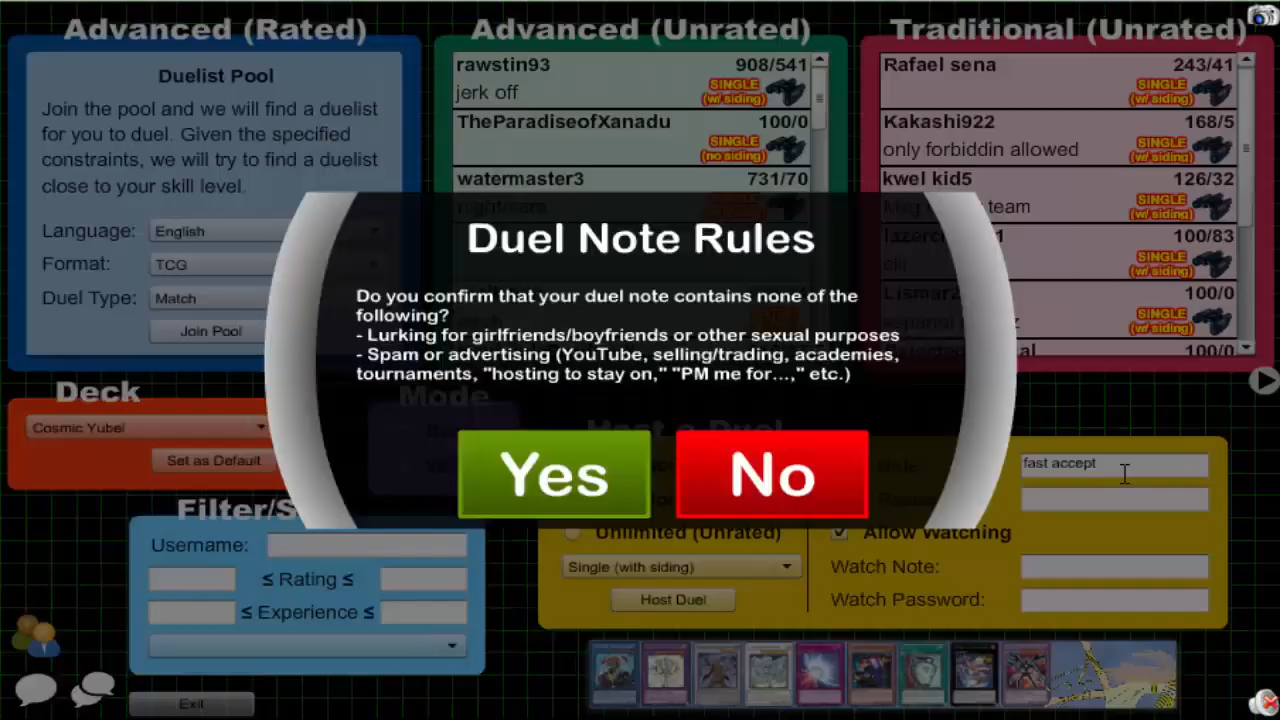 Advanced (Rated)
Duelist Pool
Join the pool and we will find a duelist
for you to duel. Given the specified
constraints, we will try to find a duelist
close to your skill level.
Language: English
Format: TCG
Duel Type: Match
Join Pool
Advanced (Unrated)
rawstin93 908/541
jerk off SINGLE
(w/ siding)
TheParadiseofXanadu 100/0
SINGLE
(no siding)
watermaster3 731/70
Traditional (Unrated)
Rafael sena 243/41
SINGLE
(w/ siding)
Kakashi922 168/5
only forbiddin allowed SINGLE
(w/ siding)
kwel kid5 126/32
team SINGLE
(w/ siding)
100/83
SINGLE
(w/ siding)
100/0
SINGLE
(w/ siding)
100/0
Duel Note Rules
Do you confirm that your duel note contains none of the
following?
- Lurking for girlfriends/boyfriends or other sexual purposes
- Spam or advertising (YouTube, selling/trading, academies,
tournaments, "hosting to stay on," "PM me for...," etc.)
Yes No
Deck
Cosmic Yubel
Set as Default
Mode
Host a Duel
fast accept
Unlimited (Unrated)
Single (with siding)
Host Duel
Allow Watching
Watch Note:
Watch Password:
Username:
≤ Rating ≤
≤ Experience ≤
Exit